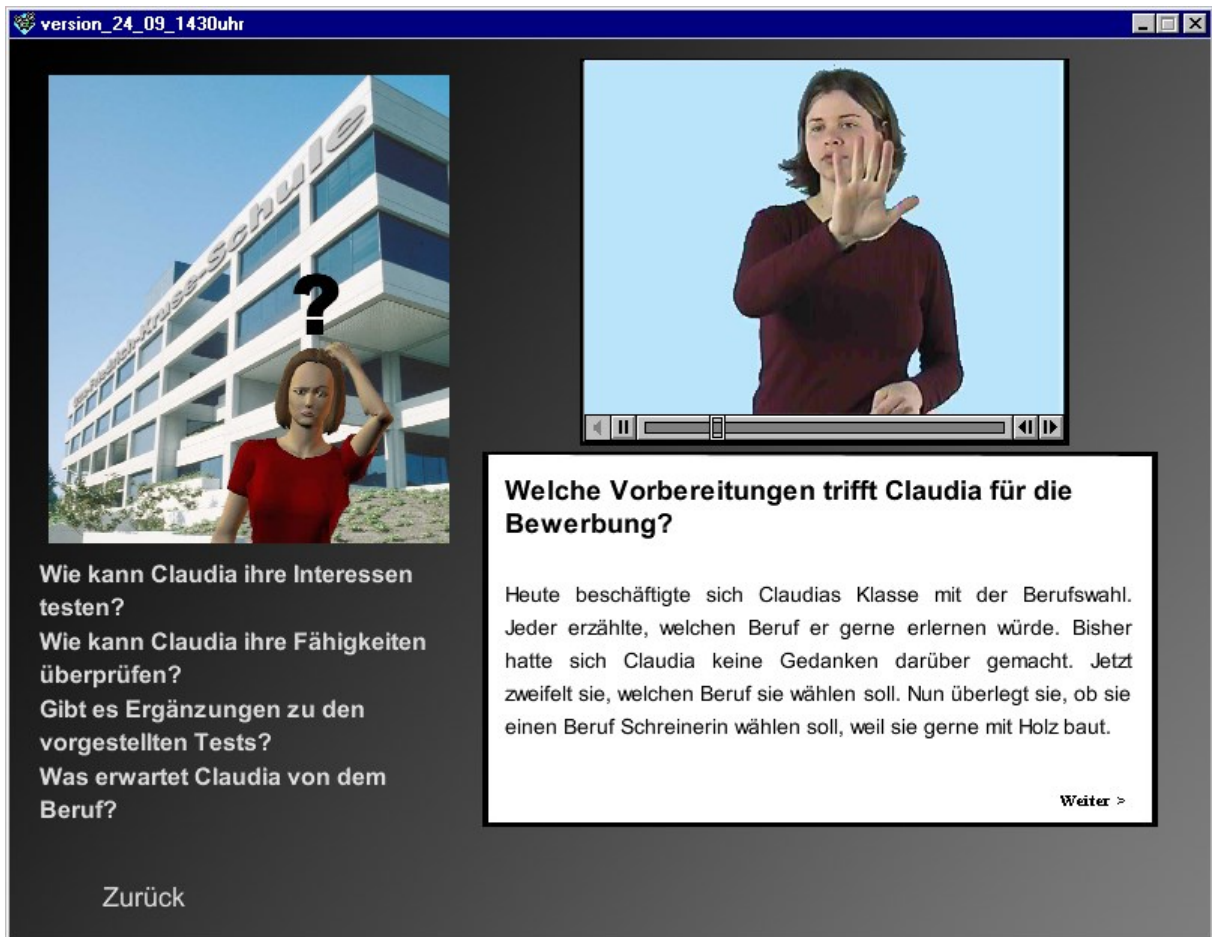 version_24_09_1430uhr
?
Wie kann Claudia ihre Interessen
testen?
Wie kann Claudia ihre Fähigkeiten
überprüfen?
Gibt es Ergänzungen zu den
vorgestellten Tests?
Was erwartet Claudia von dem
Beruf?
Zurück
Welche Vorbereitungen trifft Claudia für die
Bewerbung?
Heute beschäftigte sich Claudias Klasse mit der Berufswahl.
Jeder erzählte, welchen Beruf er gerne erlernen würde. Bisher
hatte sich Claudia keine Gedanken darüber gemacht. Jetzt
zweifelt sie, welchen Beruf sie wählen soll. Nun überlegt sie, ob sie
einen Beruf Schreinerin wählen soll, weil sie gerne mit Holz baut.
Weiter >